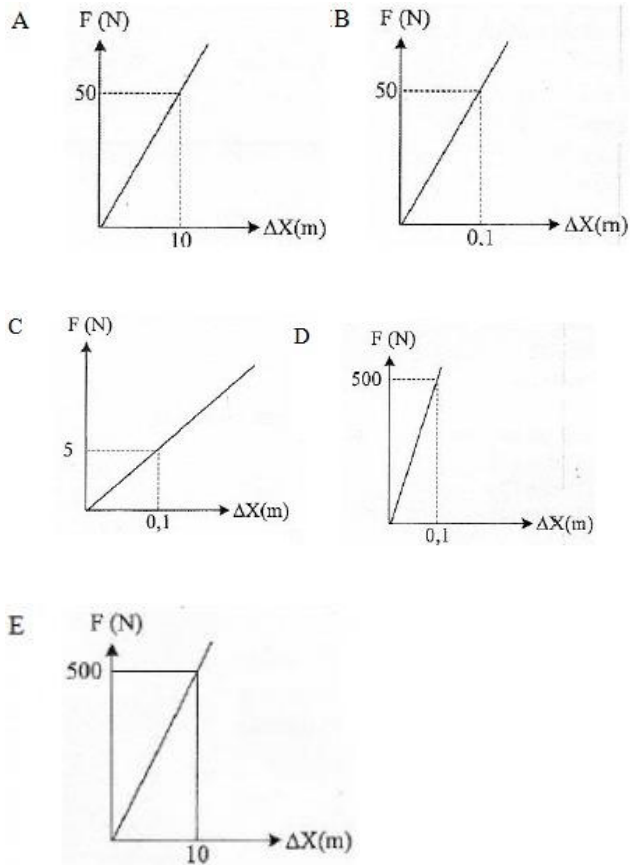 A
F (N)
50
10
ΔX(m)
B
F (N)
50
0,1
ΔX(m)
C
F (N)
5
0,1
ΔX(m)
D
F (N)
500
0,1
ΔX(m)
E
F (N)
500
10
ΔX(m)